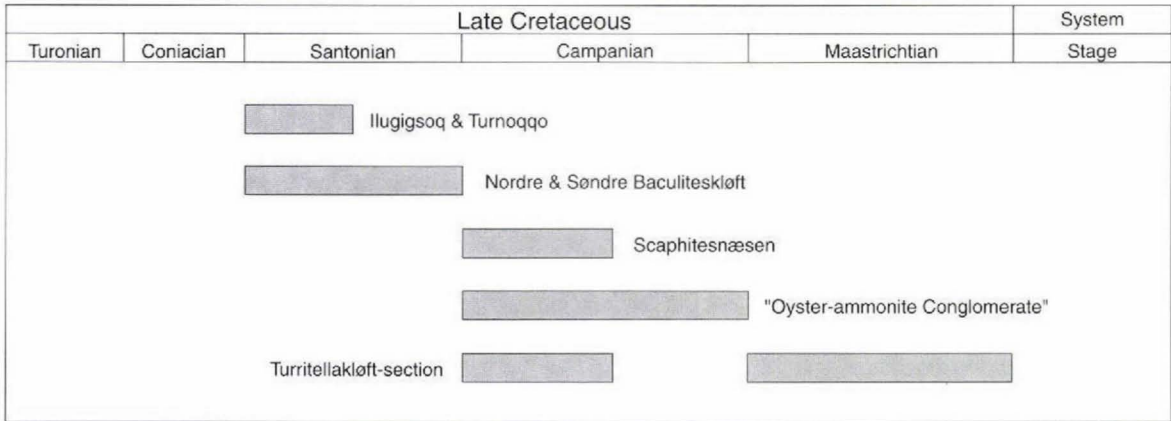 Late Cretaceous System
Turonian Coniacian Santonian Campanian Maastrichtian Stage
Ilugigsoq & Turnoqqo
Nordre & Søndre Baculiteskløft
Scaphitesnæsen
"Oyster-ammonite Conglomerate"
Turritellakløft-section